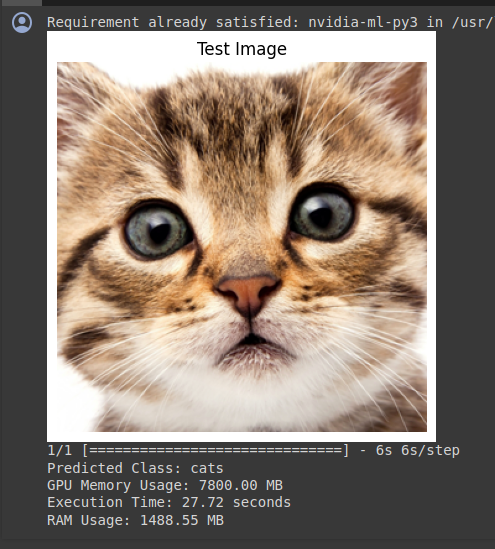 Requirement already satisfied: nvidia-ml-py3 in /usr/
Test Image
1/1 [==============================] - 6s 6s/step
Predicted Class: cats
GPU Memory Usage: 7800.00 MB
Execution Time: 27.72 seconds
RAM Usage: 1488.55 MB